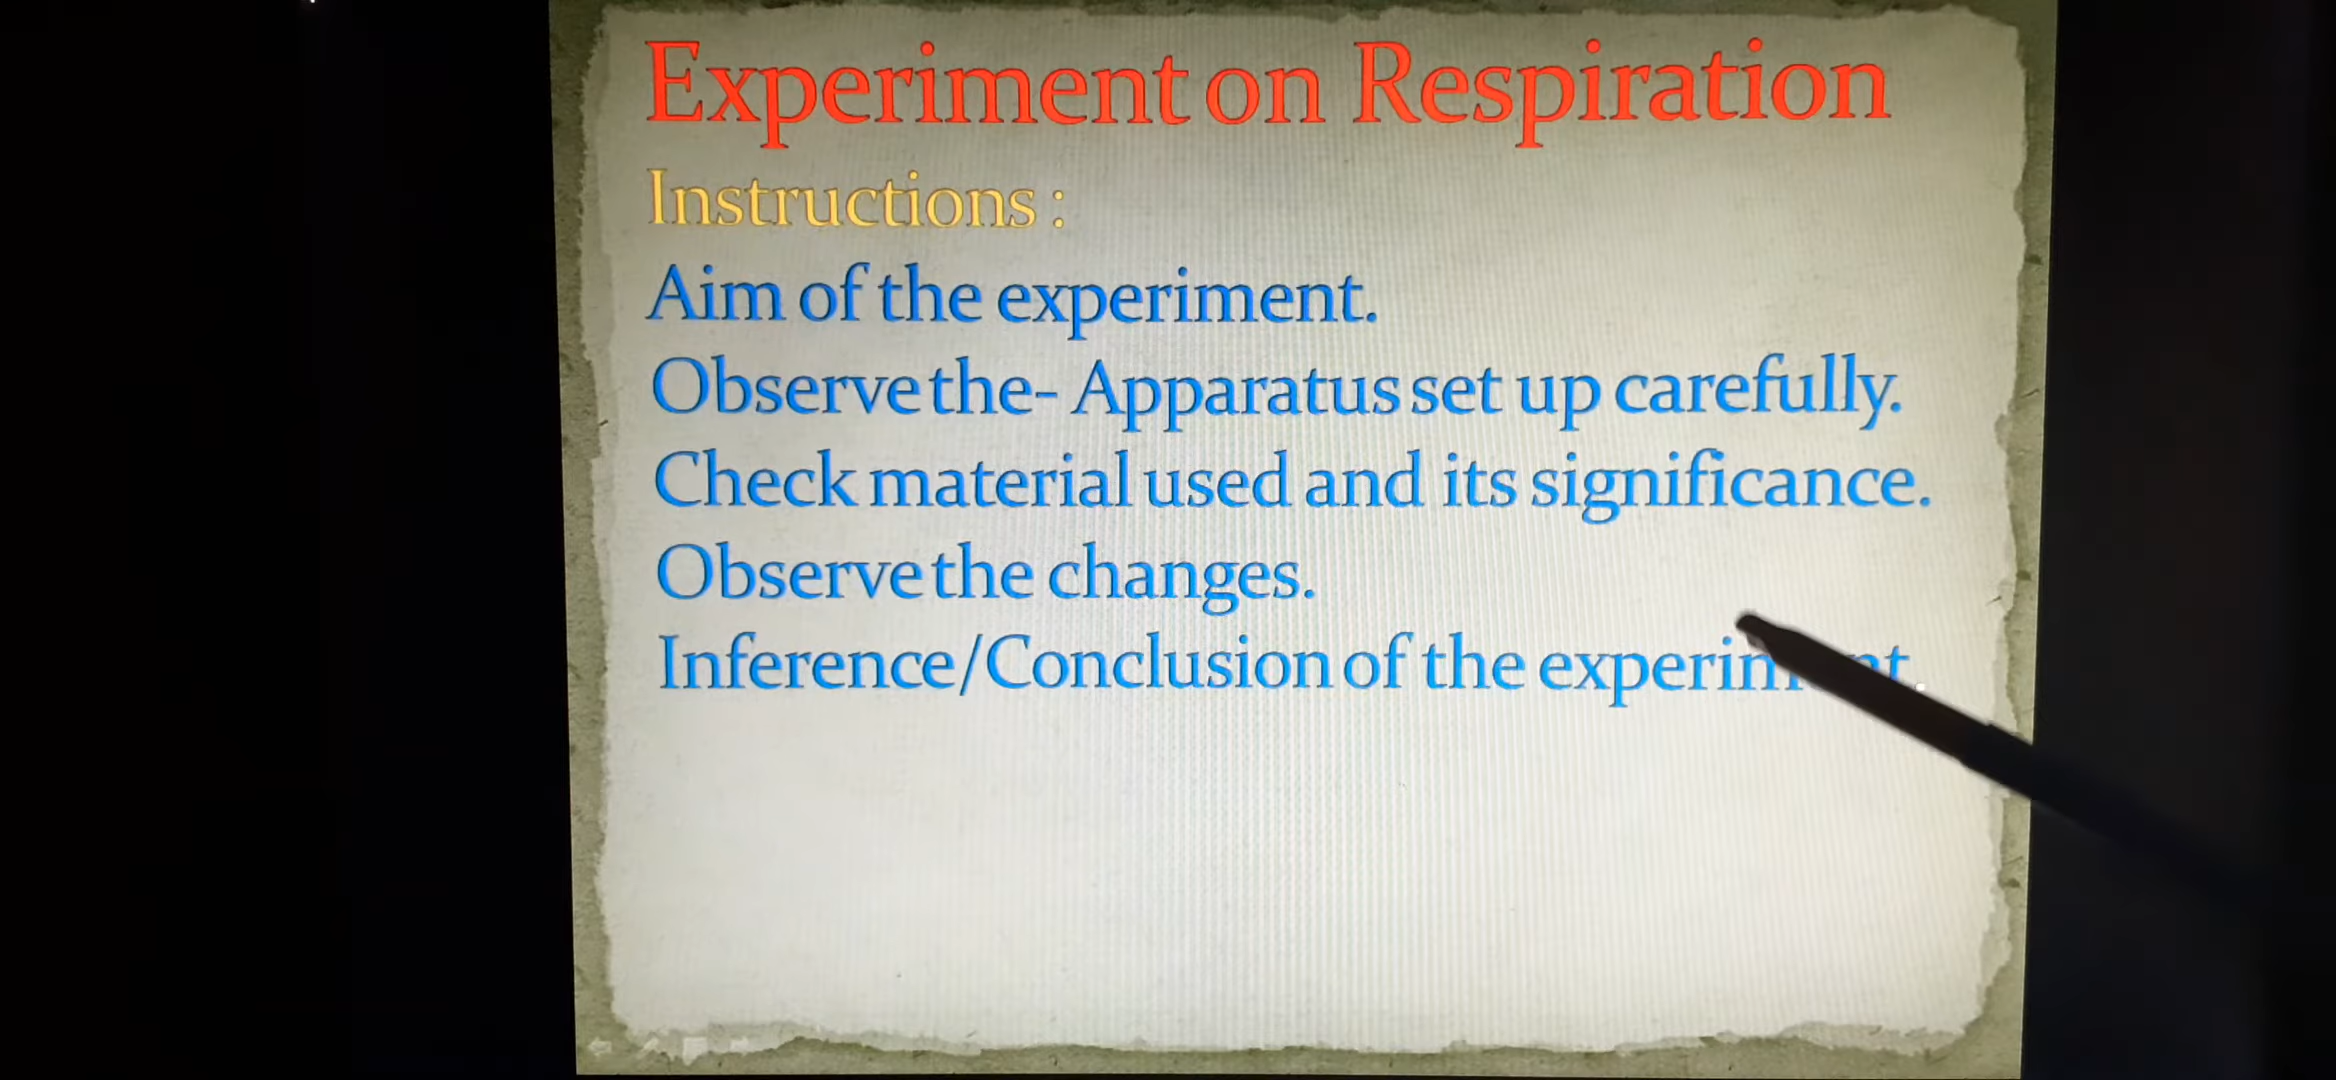 Experiment on Respiration
Instructions :
Aim of the experiment.
Observe the- Apparatus set up carefully.
Check material used and its significance.
Observe the changes.
Inference/Conclusion of the